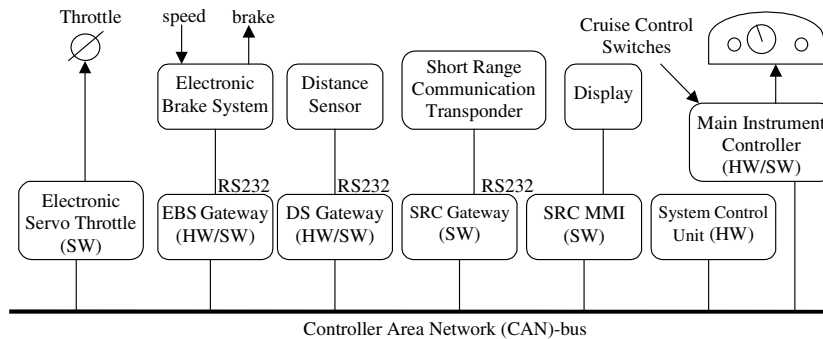 Throttle
speed
brake
Cruise Control
Switches
Electronic
Brake System
Distance
Sensor
Short Range
Communication
Transponder
Display
Main Instrument
Controller
(HW/SW)
RS232
RS232
RS232
Electronic
Servo Throttle
(SW)
EBS Gateway
(HW/SW)
DS Gateway
(HW/SW)
SRC Gateway
(SW)
SRC MMI
(SW)
System Control
Unit (HW)
Controller Area Network (CAN)-bus